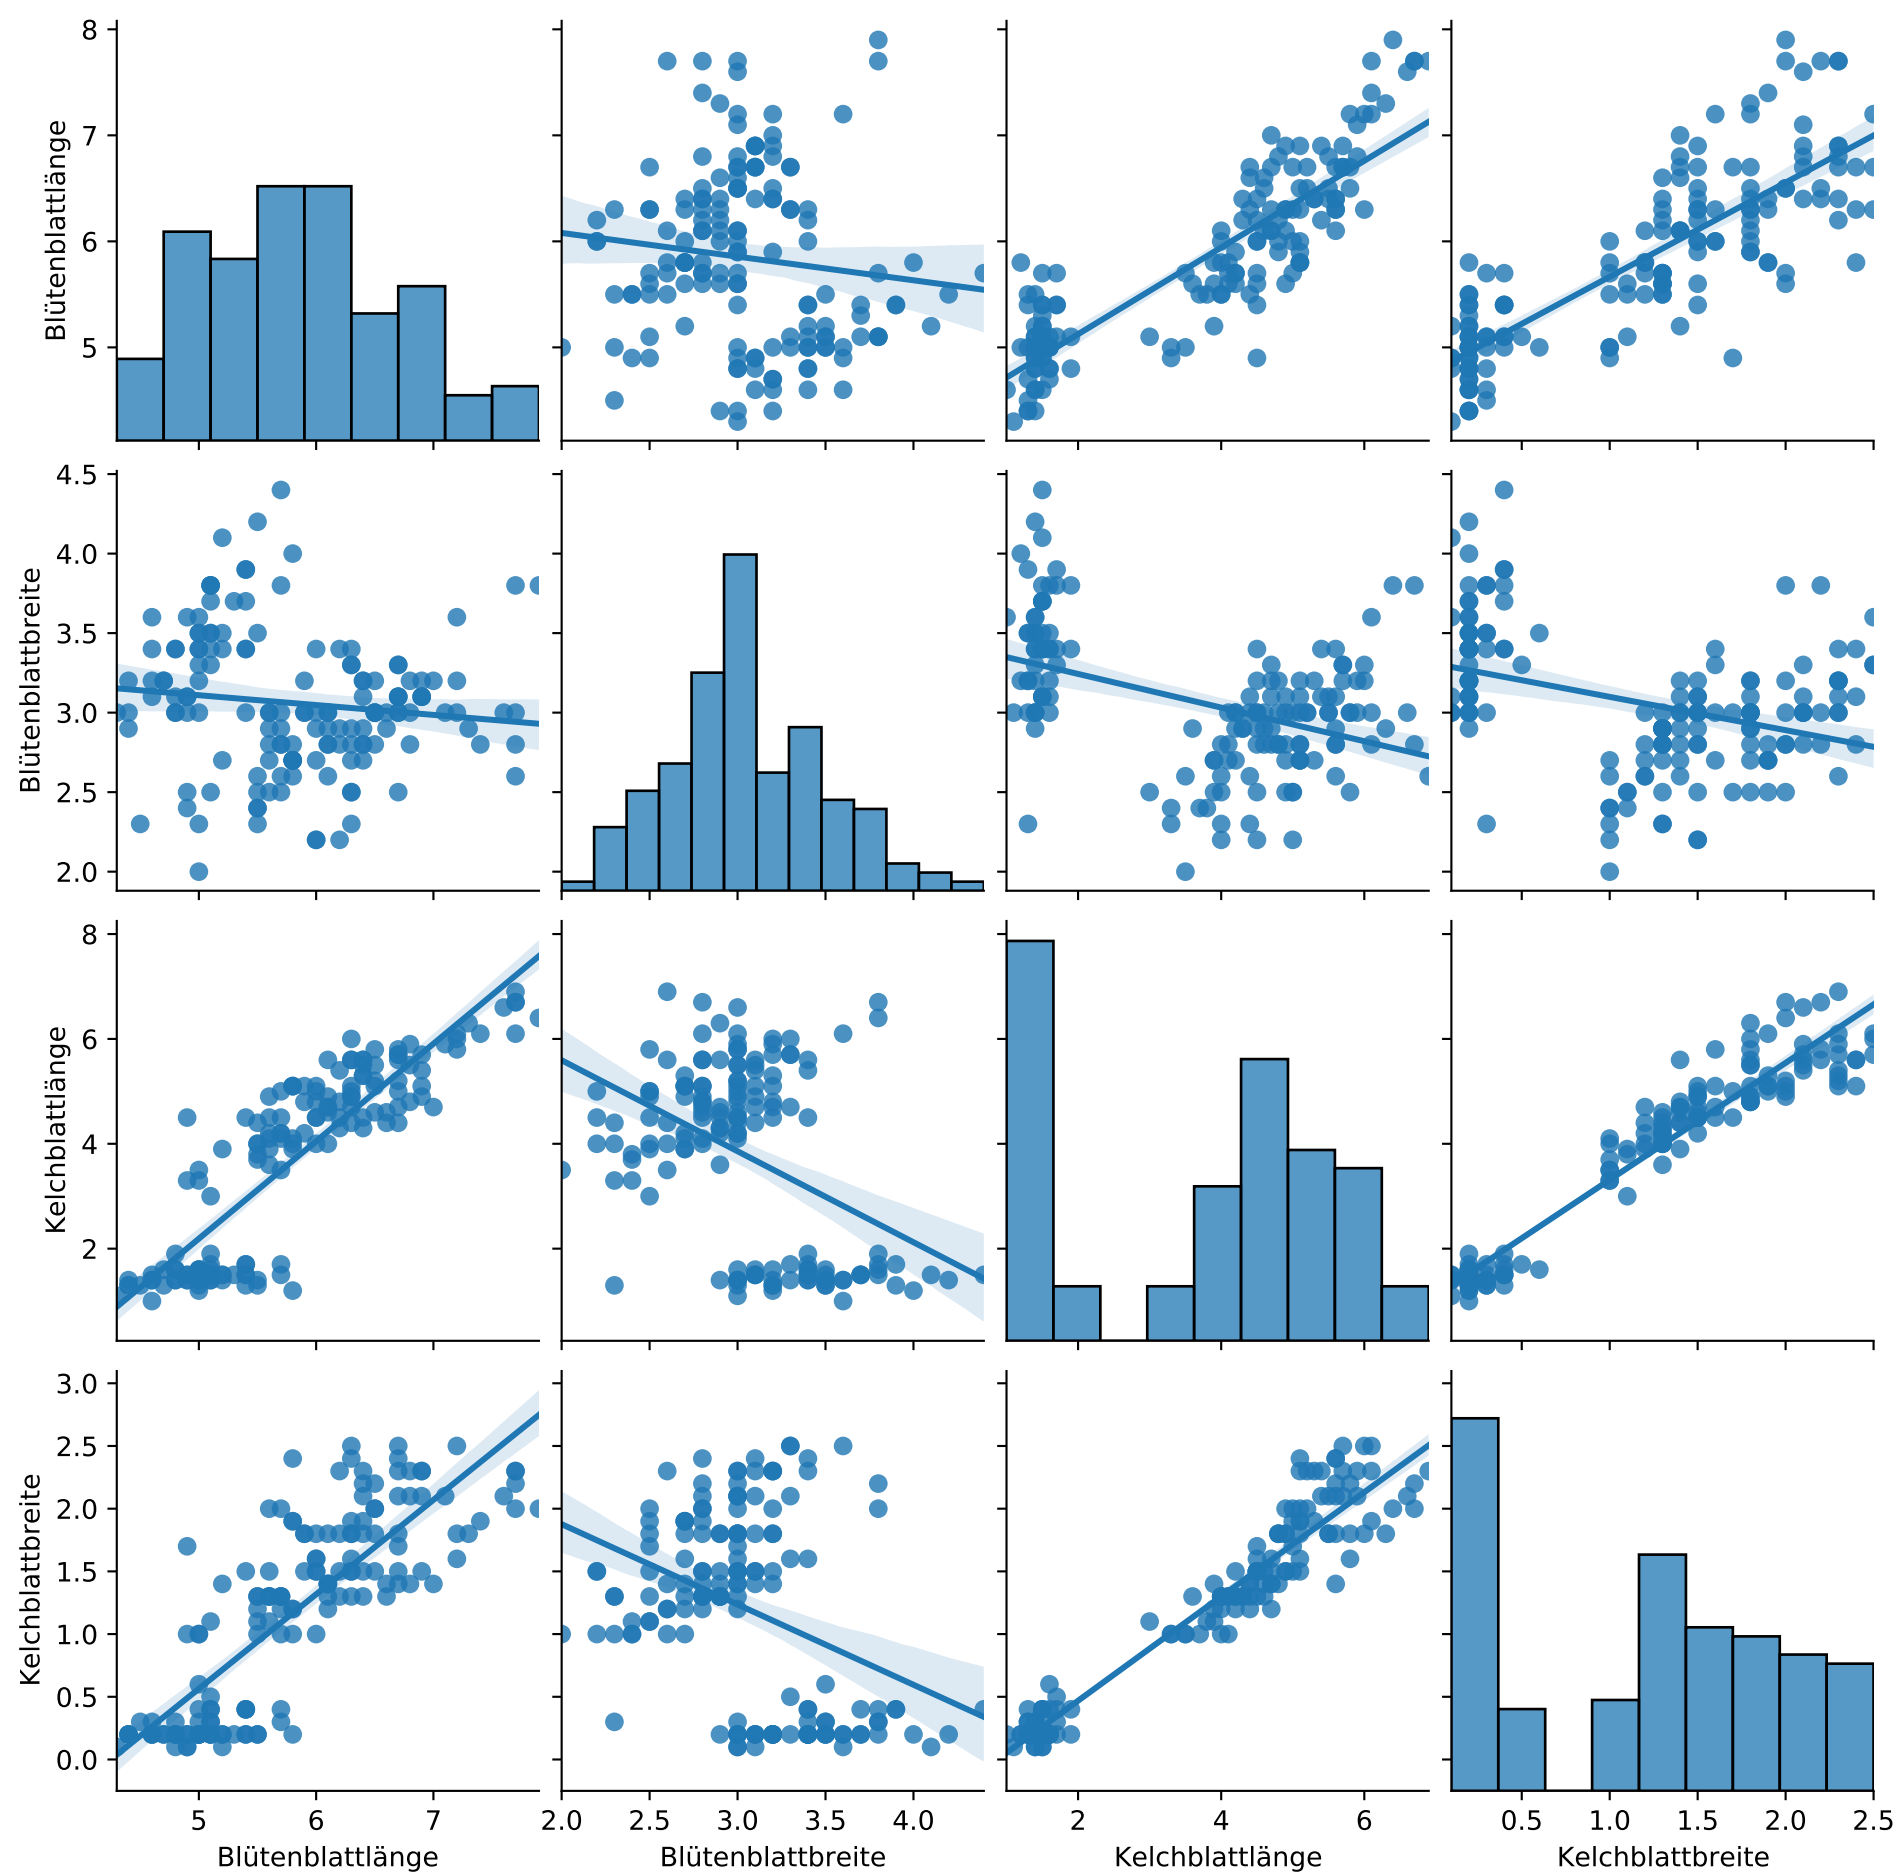 8
7
6
5
Blütenblattlänge
4.5
4.0
3.5
3.0
2.5
2.0
Blütenblattbreite
8
6
4
2
Kelchblattlänge
3.0
2.5
2.0
1.5
1.0
0.5
0.0
Kelchblattbreite
5 6 7
2.0 2.5 3.0 3.5 4.0
2 4 6
0.5 1.0 1.5 2.0 2.5
Blütenblattlänge
Blütenblattbreite
Kelchblattlänge
Kelchblattbreite